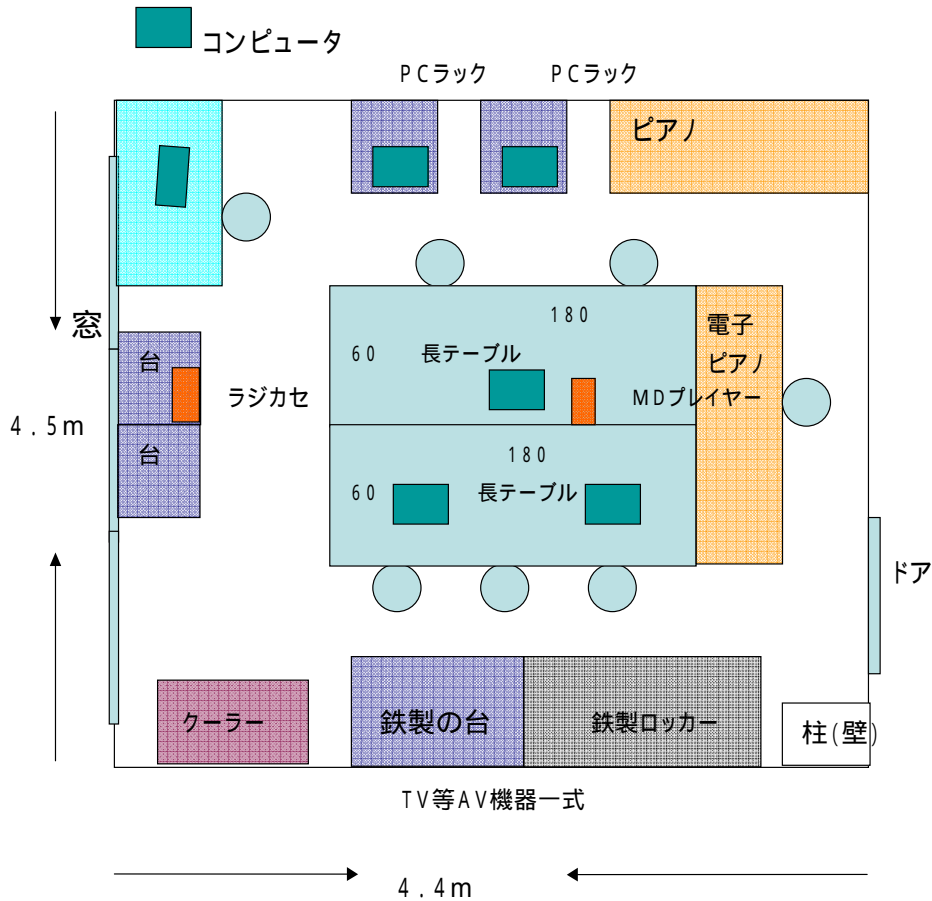 コンピュータ
PCラック
PCラック
ピアノ
窓
180
電子
60
長テーブル
ピアノ
台
ラジカセ
MDプレイヤー
4.5m
台
180
60
長テーブル
ドア
クーラー
鉄製の台
鉄製ロッカー
柱(壁)
TV等AV機器一式
4.4m